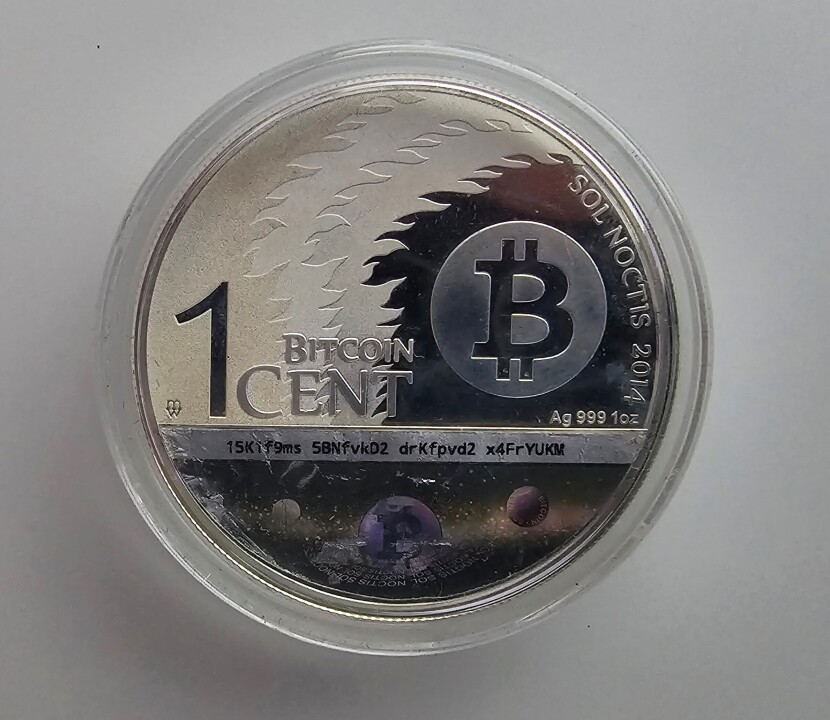 SOL NOCTIS 2014
1 BITCOIN
CENT
Ag 999 1oz
15Kif9ms 5BNfvkD2 drKfpvd2 x4FrYUKM